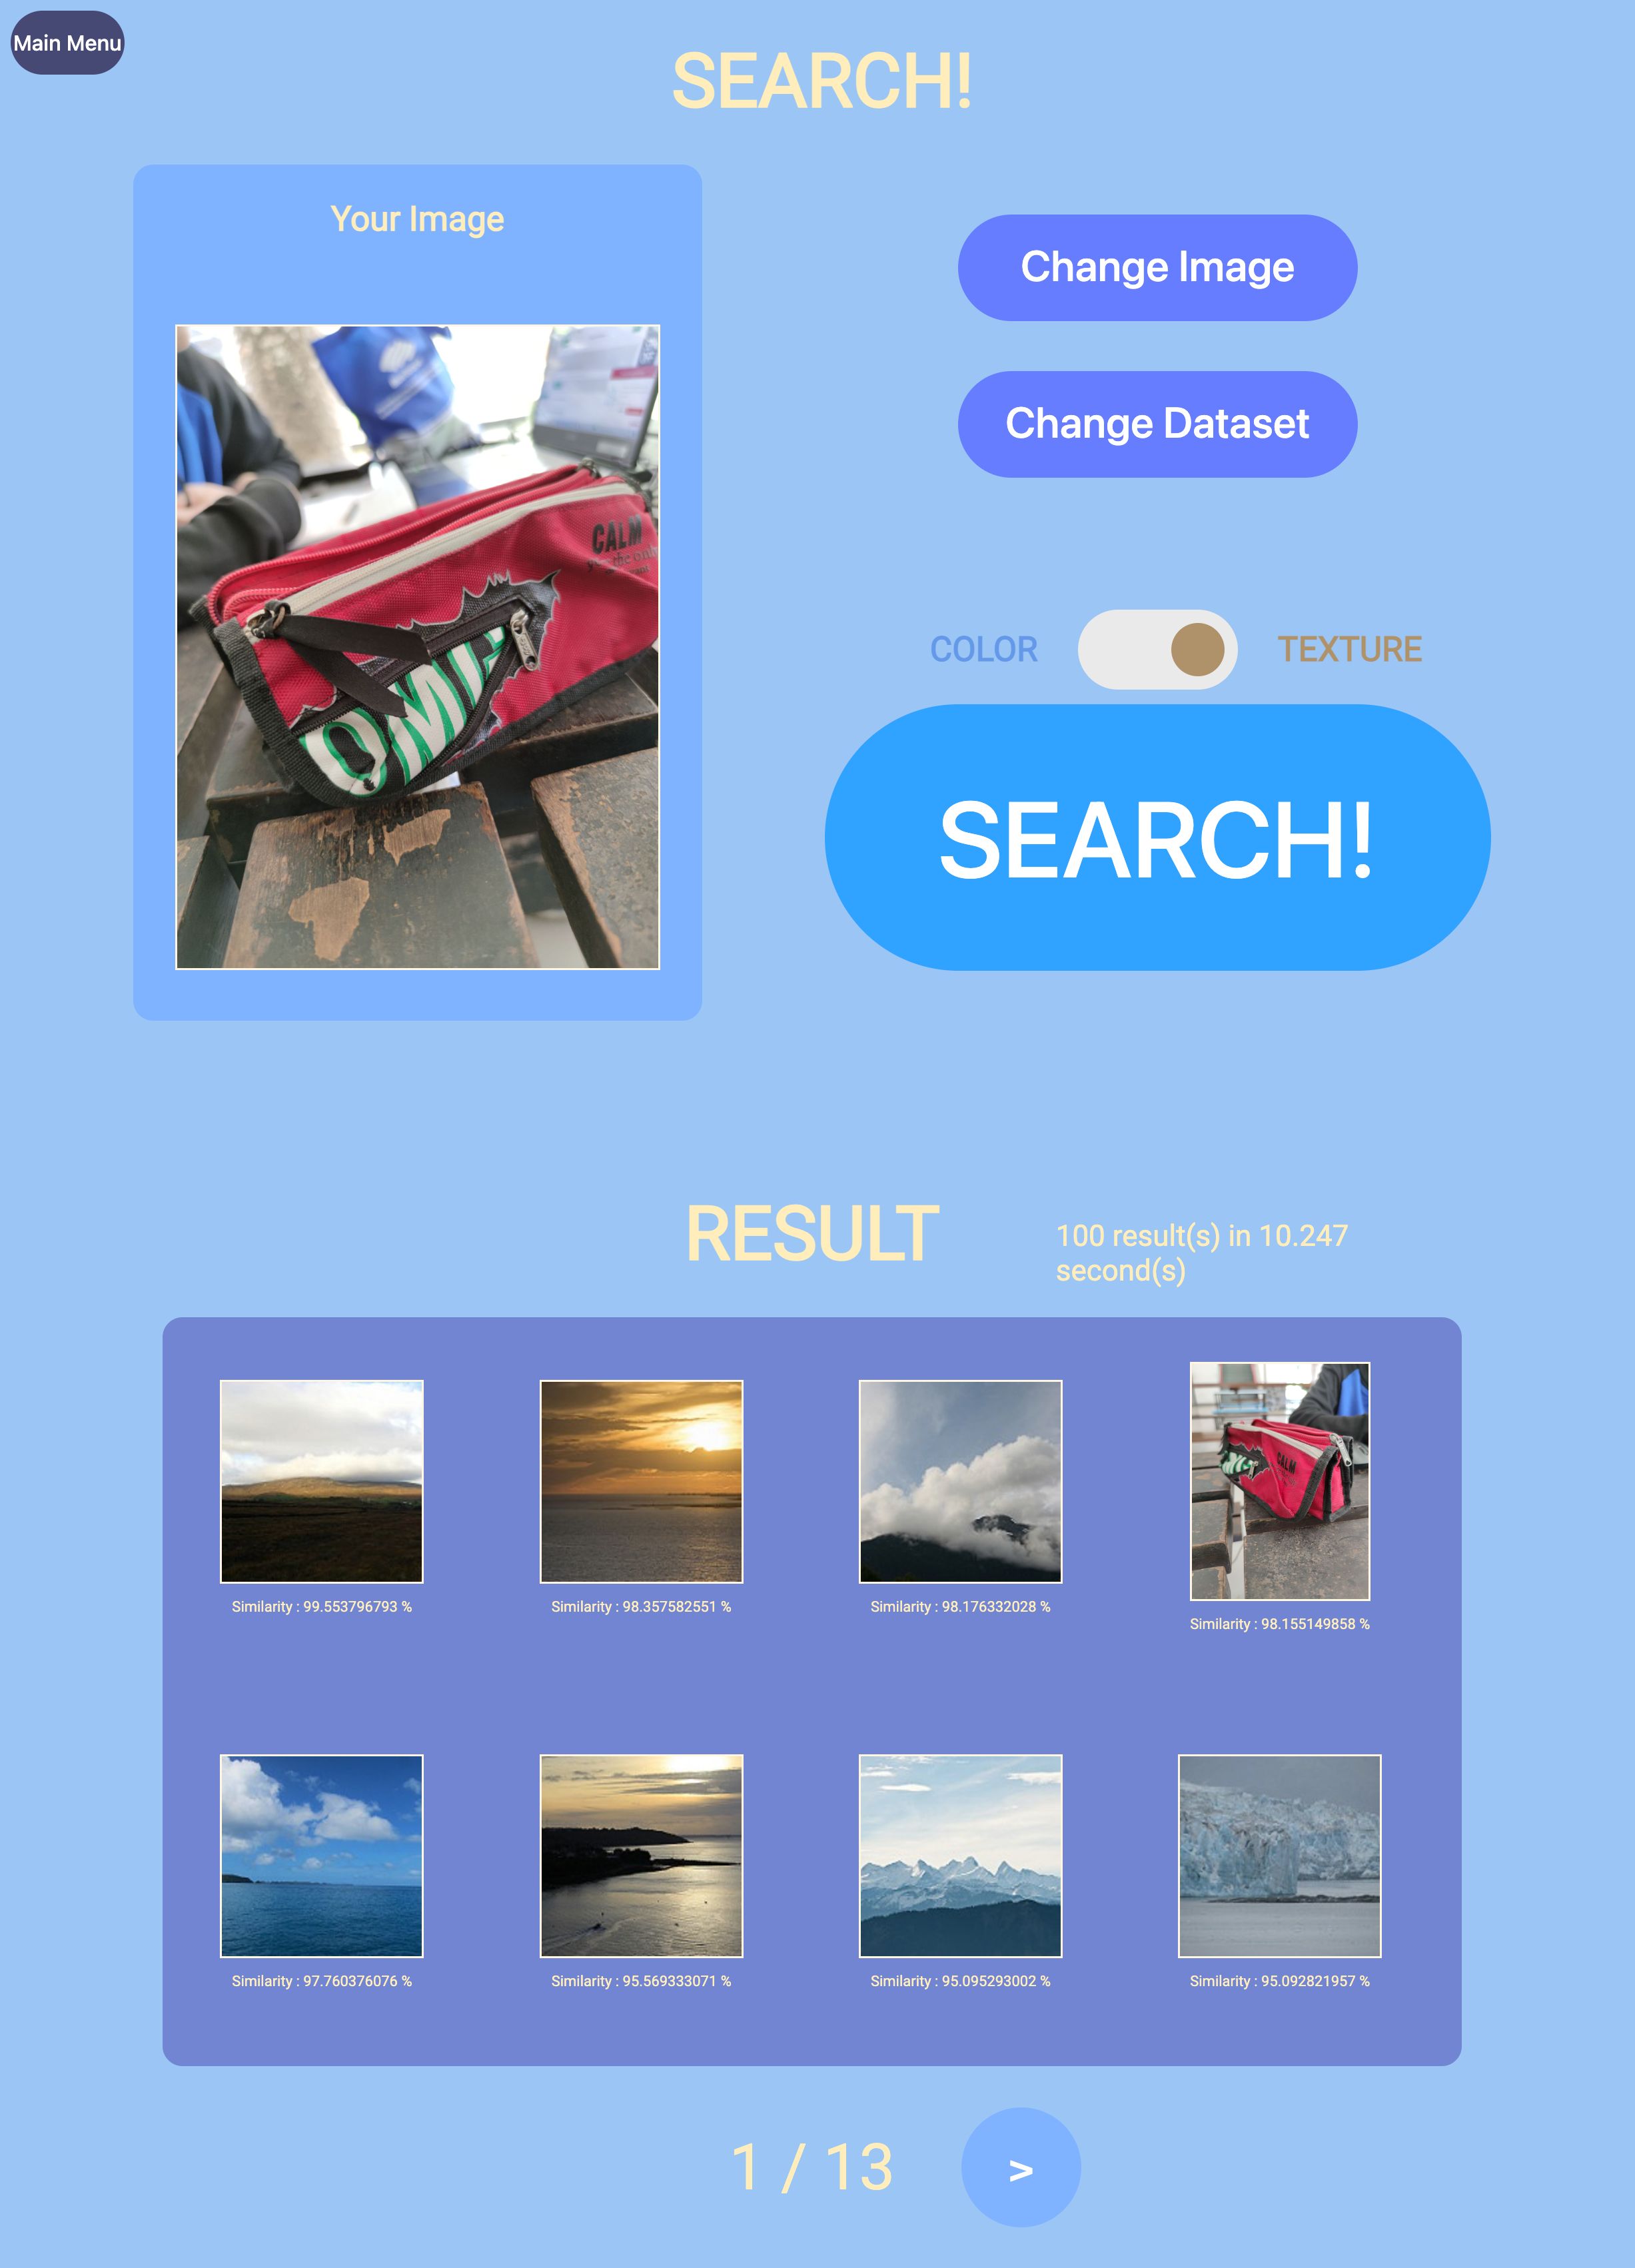 Main Menu
SEARCH!
Your Image
CALM
OMF
Change Image
Change Dataset
COLOR
TEXTURE
SEARCH!
RESULT
100 result(s) in 10.247
second(s)
CALM
Similarity : 99.553796793 %
Similarity : 98.357582551 %
Similarity : 98.176332028 %
Similarity : 98.155149858 %
Similarity : 97.760376076 %
Similarity : 95.569333071 %
Similarity : 95.095293002 %
Similarity : 95.092821957 %
1 / 13
>